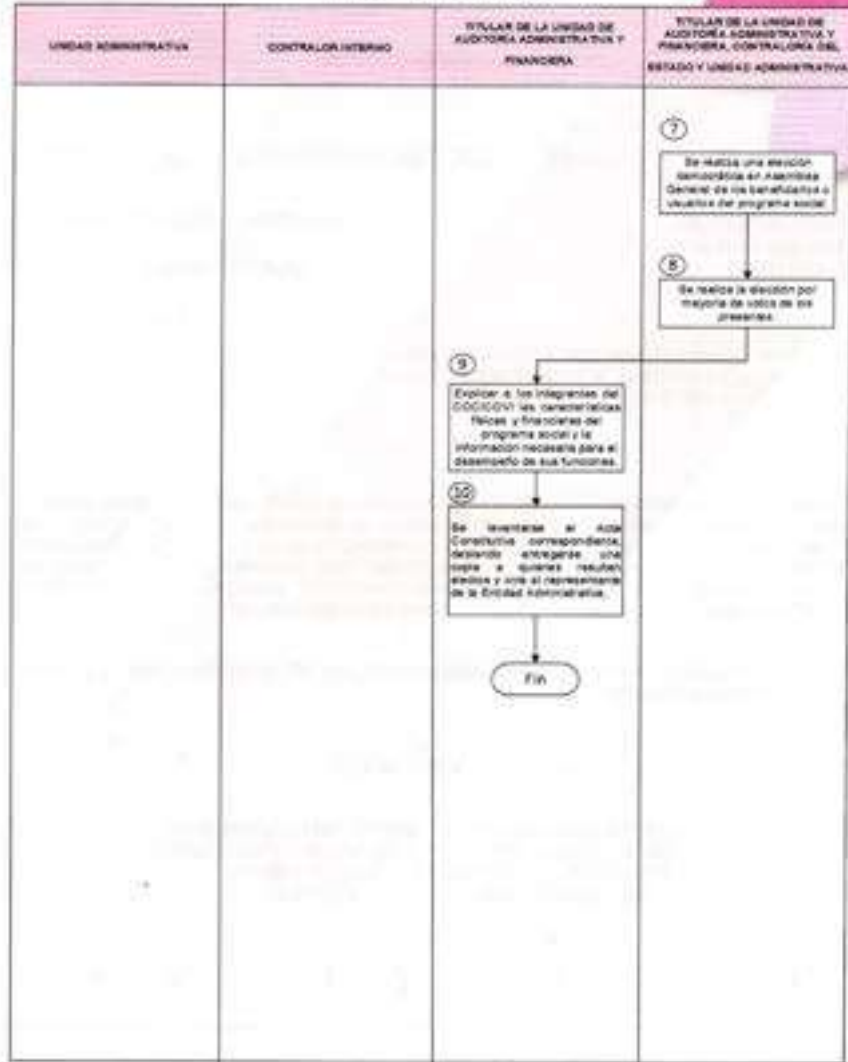 UNIDAD ADMINISTRATIVA
CONTRALOR INTERNO
TITULAR DE LA UNIDAD DE
AUDITORÍA ADMINISTRATIVA Y
FINANCIERA
TITULAR DE LA UNIDAD DE
AUDITORÍA ADMINISTRATIVA Y
FINANCIERA, CONTRALORÍA DEL
ESTADO Y UNIDAD ADMINISTRATIVA
7
Se realiza una elección
democrática en Asamblea
General de los beneficiarios o
usuarios del programa social
8
Se realiza la elección por
mayoría de votos de los
presentes
9
Explicar a los integrantes del
COCICOVI las características
físicas y financieras del
programa social y la
información necesaria para el
desempeño de sus funciones.
10
Se levantarse el Acta
Constitutiva correspondiente,
debiendo entregarse una
copia a quienes resulten
electos y otra al representante
de la Entidad Administrativa.
Fin